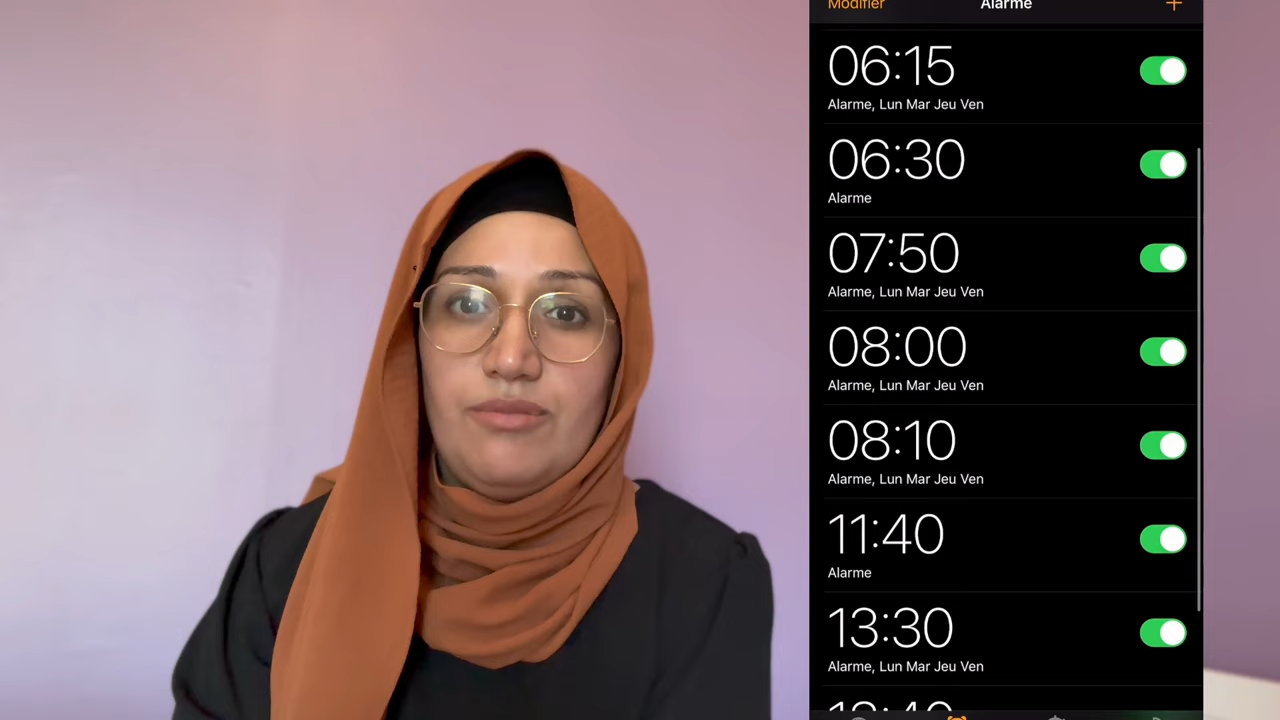 Modifier Alarme +
06:15
Alarme, Lun Mar Jeu Ven
06:30
Alarme
07:50
Alarme, Lun Mar Jeu Ven
08:00
Alarme, Lun Mar Jeu Ven
08:10
Alarme, Lun Mar Jeu Ven
11:40
Alarme
13:30
Alarme, Lun Mar Jeu Ven